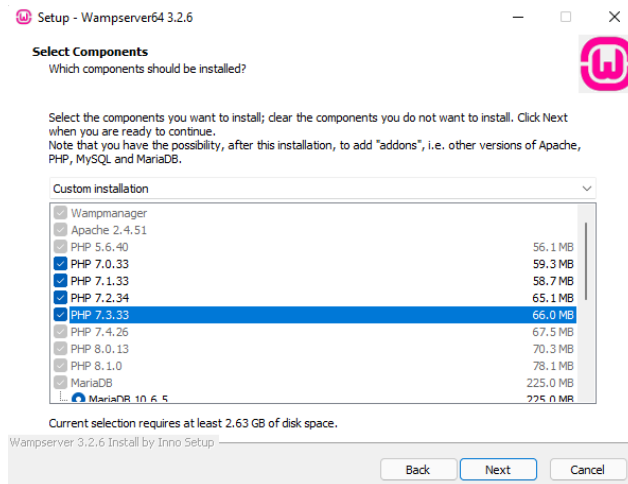 Setup - Wampserver64 3.2.6
Select Components
Which components should be installed?
Select the components you want to install; clear the components you do not want to install. Click Next
when you are ready to continue.
Note that you have the possibility, after this installation, to add "addons", i.e. other versions of Apache,
PHP, MySQL and MariaDB.
Custom installation
Wampmanager
Apache 2.4.51
PHP 5.6.40 56.1 MB
PHP 7.0.33 59.3 MB
PHP 7.1.33 58.7 MB
PHP 7.2.34 65.1 MB
PHP 7.3.33 66.0 MB
PHP 7.4.26 67.5 MB
PHP 8.0.13 70.3 MB
PHP 8.1.0 78.1 MB
MariaDB 225.0 MB
MariaDB 10.6.5 225.0 MB
Current selection requires at least 2.63 GB of disk space.
Wampserver 3.2.6 Install by Inno Setup
Back Next Cancel